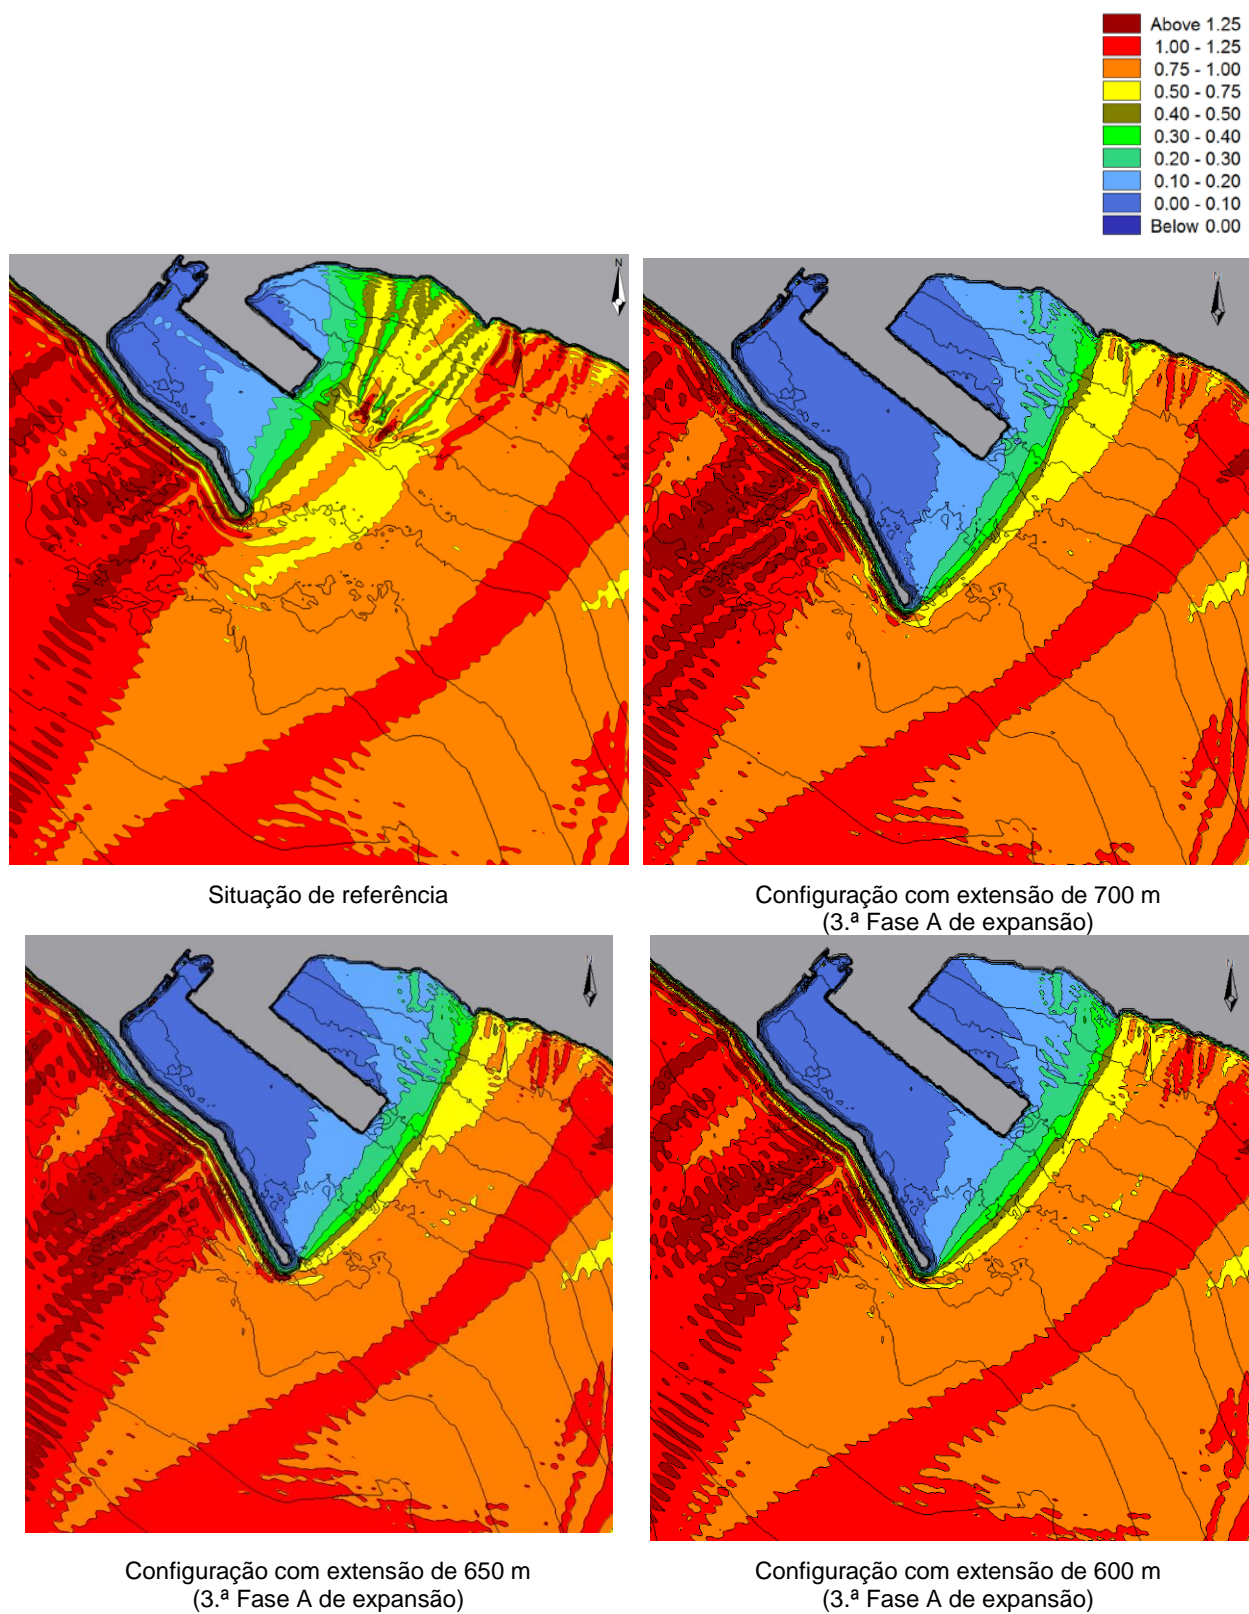 Above 1.25
1.00 - 1.25
0.75 - 1.00
0.50 - 0.75
0.40 - 0.50
0.30 - 0.40
0.20 - 0.30
0.10 - 0.20
0.00 - 0.10
Below 0.00
N
Situação de referência
Configuração com extensão de 700 m
(3.ª Fase A de expansão)
Configuração com extensão de 650 m
(3.ª Fase A de expansão)
Configuração com extensão de 600 m
(3.ª Fase A de expansão)